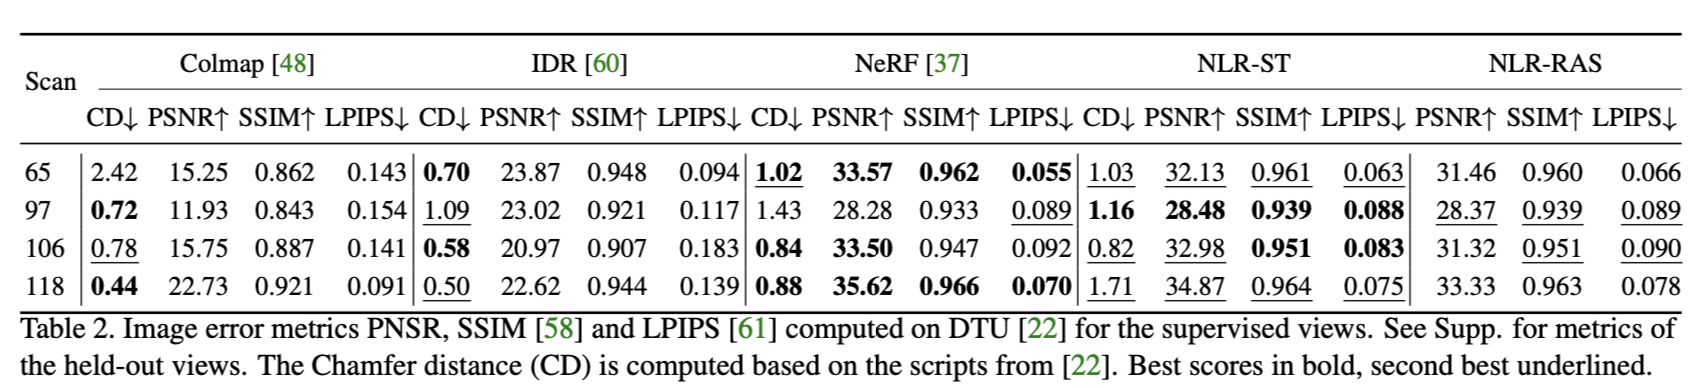 Scan Colmap [48] IDR [60] NeRF [37] NLR-ST NLR-RAS
CD↓ PSNR↑ SSIM↑ LPIPS↓ CD↓ PSNR↑ SSIM↑ LPIPS↓ CD↓ PSNR↑ SSIM↑ LPIPS↓ CD↓ PSNR↑ SSIM↑ LPIPS↓ PSNR↑ SSIM↑ LPIPS↓
65 2.42 15.25 0.862 0.143 0.70 23.87 0.948 0.094 1.02 33.57 0.962 0.055 1.03 32.13 0.961 0.063 31.46 0.960 0.066
97 0.72 11.93 0.843 0.154 1.09 23.02 0.921 0.117 1.43 28.28 0.933 0.089 1.16 28.48 0.939 0.088 28.37 0.939 0.089
106 0.78 15.75 0.887 0.141 0.58 20.97 0.907 0.183 0.84 33.50 0.947 0.092 0.82 32.98 0.951 0.083 31.32 0.951 0.090
118 0.44 22.73 0.921 0.091 0.50 22.62 0.944 0.139 0.88 35.62 0.966 0.070 1.71 34.87 0.964 0.075 33.33 0.963 0.078
Table 2. Image error metrics PNSR, SSIM [58] and LPIPS [61] computed on DTU [22] for the supervised views. See Supp. for metrics of
the held-out views. The Chamfer distance (CD) is computed based on the scripts from [22]. Best scores in bold, second best underlined.